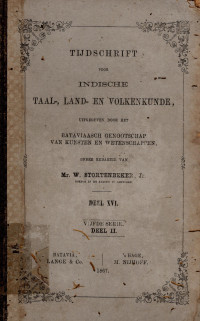 TIJDSCHRIFT
VOOR
INDISCHE
TAAL-, LAND- EN VOLKENKUNDE,
UITGEGEVEN DOOR HET
BATAVIAASCH GENOOTSCHAP
VAN KUNSTEN EN WETENSCHAPPEN,
ONDER REDAKTIE VAN
Mr. W. STORTENBEKER, Jr.
DEEL XVI.
VIJFDE SERIE.
DEEL II.
BATAVIA,
LANGE & Co.
'sHAGE,
M. NIJHOFF.
1867.